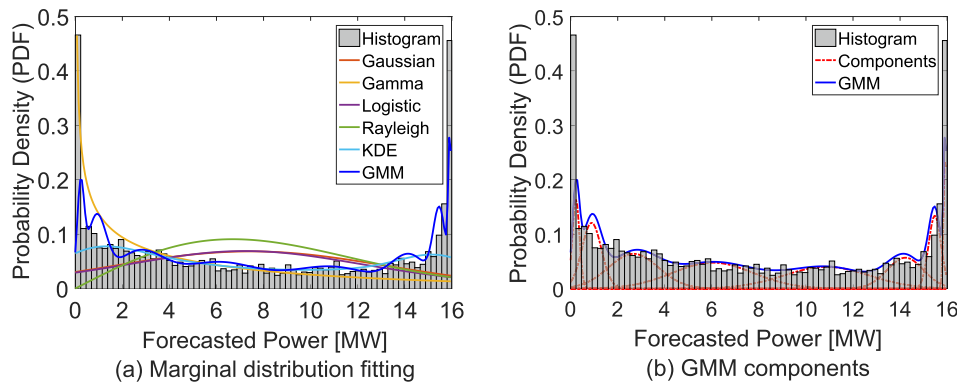 0.5
0.4
0.3
0.2
0.1
0
Probability Density (PDF)
Histogram
Gaussian
Gamma
Logistic
Rayleigh
KDE
GMM
0 2 4 6 8 10 12 14 16
Forecasted Power [MW]
(a) Marginal distribution fitting
0.5
0.4
0.3
0.2
0.1
0
Probability Density (PDF)
Histogram
Components
GMM
0 2 4 6 8 10 12 14 16
Forecasted Power [MW]
(b) GMM components